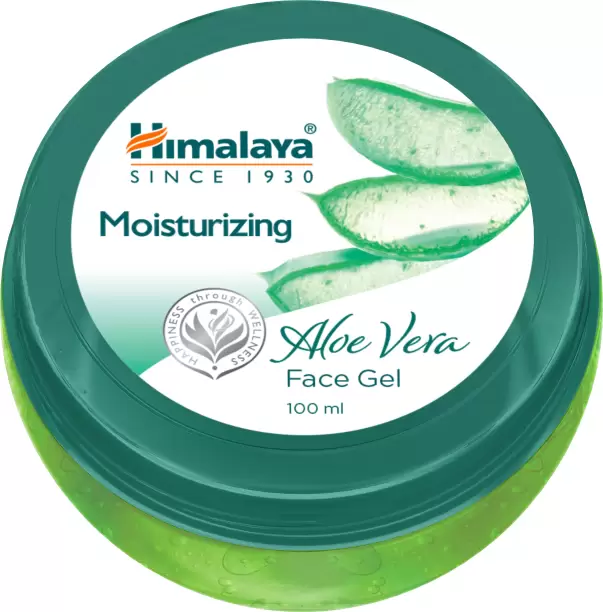 Himalaya®
SINCE 1930
Moisturizing
HAPPINESS through WELLNESS
Aloe Vera
Face Gel
100 ml